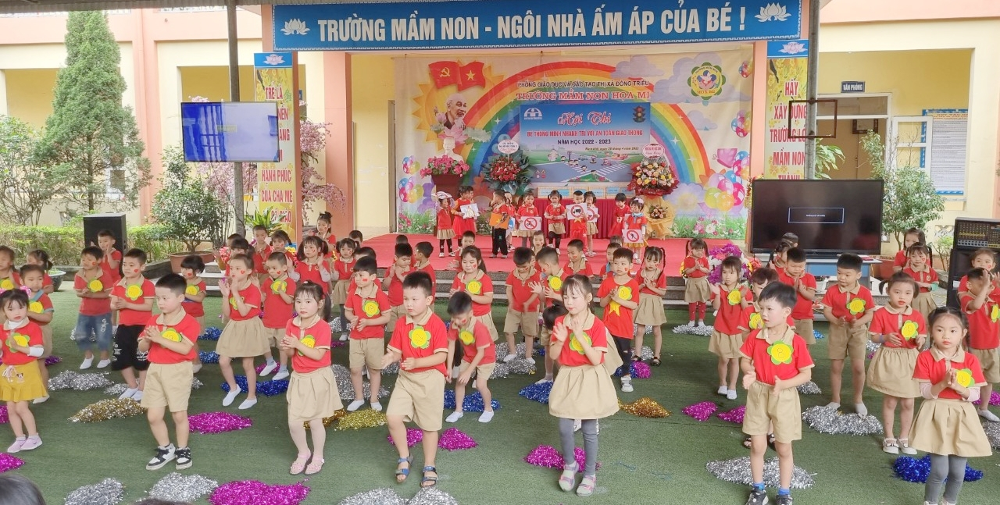 TRƯỜNG MẦM NON - NGÔI NHÀ ẤM ÁP CỦA BÉ !
PHÒNG GIÁO DỤC VÀ ĐÀO TẠO THỊ XÃ ĐÔNG TRIỀU
TRƯỜNG MẦM NON HỌA MI
Hội Thi
BÉ THÔNG MINH NHANH TRÍ VỚI AN TOÀN GIAO THÔNG
NĂM HỌC 2022 - 2023
TRẺ LÀ
HẠNH PHÚC
CỦA CHA MẸ
HÃY
XÂY DỰNG
TRƯỜNG
MẦM NON
THÀNH
VĂN PHÒNG